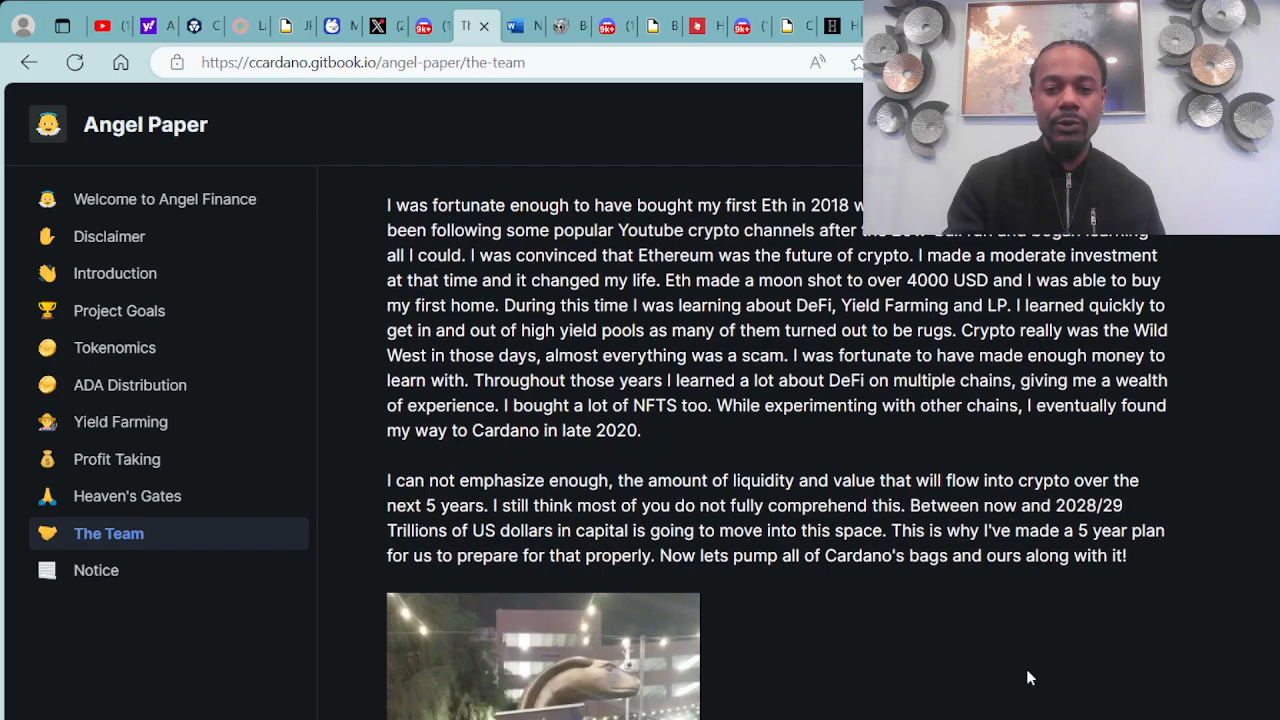 9k+
Tl
9k+
9k+
https://ccardano.gitbook.io/angel-paper/the-team
Angel Paper
Welcome to Angel Finance
Disclaimer
Introduction
Project Goals
Tokenomics
ADA Distribution
Yield Farming
Profit Taking
Heaven's Gates
The Team
Notice
I was fortunate enough to have bought my first Eth in 2018
been following some popular Youtube crypto channels after
all I could. I was convinced that Ethereum was the future of crypto. I made a moderate investment
at that time and it changed my life. Eth made a moon shot to over 4000 USD and I was able to buy
my first home. During this time I was learning about DeFi, Yield Farming and LP. I learned quickly to
get in and out of high yield pools as many of them turned out to be rugs. Crypto really was the Wild
West in those days, almost everything was a scam. I was fortunate to have made enough money to
learn with. Throughout those years I learned a lot about DeFi on multiple chains, giving me a wealth
of experience. I bought a lot of NFTS too. While experimenting with other chains, I eventually found
my way to Cardano in late 2020.
I can not emphasize enough, the amount of liquidity and value that will flow into crypto over the
next 5 years. I still think most of you do not fully comprehend this. Between now and 2028/29
Trillions of US dollars in capital is going to move into this space. This is why I've made a 5 year plan
for us to prepare for that properly. Now lets pump all of Cardano's bags and ours along with it!